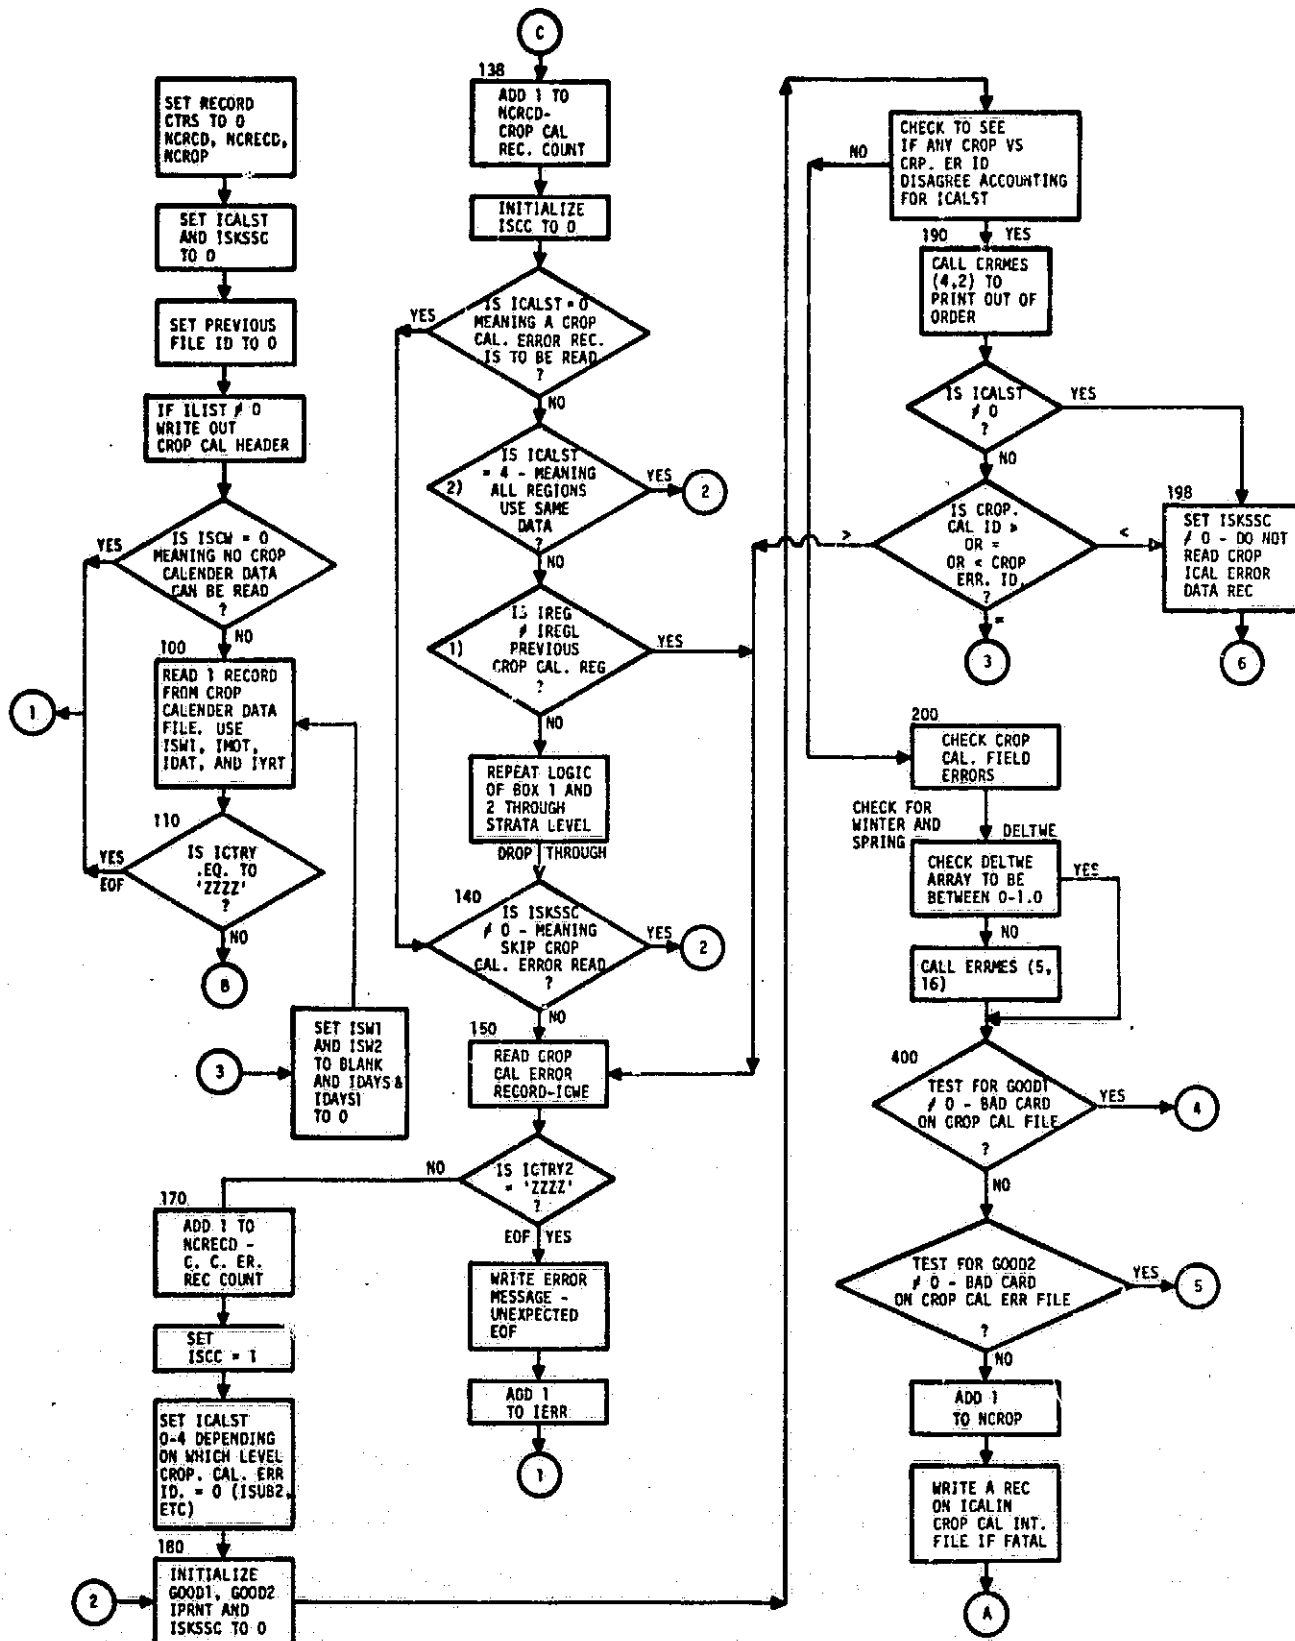 SET RECORD
CTRS TO 0
NCRCD, NCRECD,
NCROP
SET ICALST
AND ISKSSC
TO 0
SET PREVIOUS
FILE ID TO 0
IF ILIST ≠ 0
WRITE OUT
CROP CAL HEADER
YES
IS ISCW = 0
MEANING NO CROP
CALENDER DATA
CAN BE READ
?
NO
100
READ 1 RECORD
FROM CROP
CALENDER DATA
FILE. USE
ISW1, IMOT,
IDAT, AND IYRT
1
110
IS ICTRY
.EQ. TO
'ZZZZ'
?
YES
EOF
NO
B
3
SET ISW1
AND ISW2
TO BLANK
AND IDAYS &
IDAYS1
TO 0
170
ADD 1 TO
NCRECD -
C. C. ER.
REC COUNT
SET
ISCC = 1
SET ICALST
0-4 DEPENDING
ON WHICH LEVEL
CROP. CAL. ERR
ID. = 0 (ISUB2,
ETC)
180
2
INITIALIZE
GOOD1, GOOD2
IPRNT AND
ISKSSC TO 0
C
138
ADD 1 TO
NCRCD-
CROP CAL
REC. COUNT
INITIALIZE
ISCC TO 0
YES
IS ICALST = 0
MEANING A CROP
CAL. ERROR REC.
IS TO BE READ
?
NO
2)
IS ICALST
= 4 - MEANING
ALL REGIONS
USE SAME
DATA
?
YES
2
NO
1)
IS IREG
≠ IREGL
PREVIOUS
CROP CAL. REG
?
YES
NO
REPEAT LOGIC
OF BOX 1 AND
2 THROUGH
STRATA LEVEL
DROP THROUGH
140
IS ISKSSC
≠ 0 - MEANING
SKIP CROP
CAL. ERROR READ
?
YES
2
NO
150
READ CROP
CAL ERROR
RECORD-ICWE
NO
IS ICTRY2
= 'ZZZZ'
?
EOF YES
WRITE ERROR
MESSAGE -
UNEXPECTED
EOF
ADD 1
TO IERR
1
CHECK TO SEE
IF ANY CROP VS
CRP. ER ID
DISAGREE ACCOUNTING
FOR ICALST
NO
190
YES
CALL ERRMES
(4,2) TO
PRINT OUT OF
ORDER
IS ICALST
≠ 0
?
YES
NO
IS CROP.
CAL ID >
OR =
OR < CROP
ERR. ID.
?
>
<
=
3
198
SET ISKSSC
≠ 0 - DO NOT
READ CROP
ICAL ERROR
DATA REC
6
200
CHECK CROP
CAL. FIELD
ERRORS
CHECK FOR
WINTER AND
SPRING
DELTWE
CHECK DELTWE
ARRAY TO BE
BETWEEN 0-1.0
YES
NO
CALL ERRMES (5,
16)
400
TEST FOR GOOD1
≠ 0 - BAD CARD
ON CROP CAL FILE
?
YES
4
NO
TEST FOR GOOD2
≠ 0 - BAD CARD
ON CROP CAL ERR FILE
?
YES
5
NO
ADD 1
TO NCROP
WRITE A REC
ON ICALIN
CROP CAL INT.
FILE IF FATAL
A